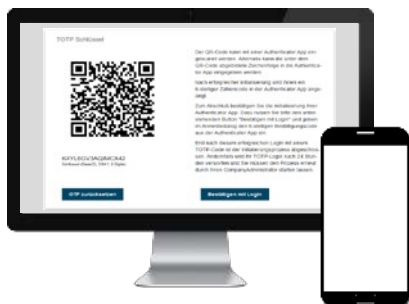 TOTP Schlüssel
Der QR-Code kann mit einer Authenticator App ein-
gescannt werden. Alternativ kann die unter dem
QR-Code abgebildete Zeichenfolge in die Authentica-
tor App eingegeben werden.
Nach erfolgreicher Initialisierung wird Ihnen ein
6-stelliger Zahlencode in der Authenticator App ange-
zeigt.
Zum Abschluß bestätigen Sie die Initialisierung Ihrer
Authenticator App. Dazu nutzen Sie bitte den unten
stehenden Button "Bestätigen mit Login" und geben
im Anmeldedialog den 6-stelligen Bestätigungscode
aus der Authenticator App ein.
Erst nach diesem erfolgreichen Login mit einem
TOTP-Code ist der Initialisierungsprozess abgeschlos-
sen. Andernfalls wird Ihr TOTP-Login nach 24 Stun-
den verworfen und Sie müssen den Prozess erneut
durch Ihren CompanyAdministrator starten lassen.
OTP zurücksetzen
Bestätigen mit Login